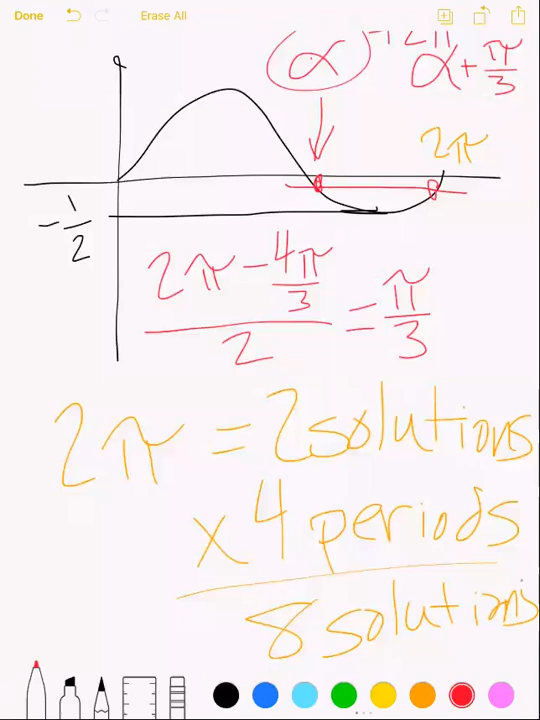 Done Erase All
α + 2π α + π/3
2π
-1/2
(2π - 4π/3)/2 = π/3
2π = 2 solutions
x 4 periods
8 solutions